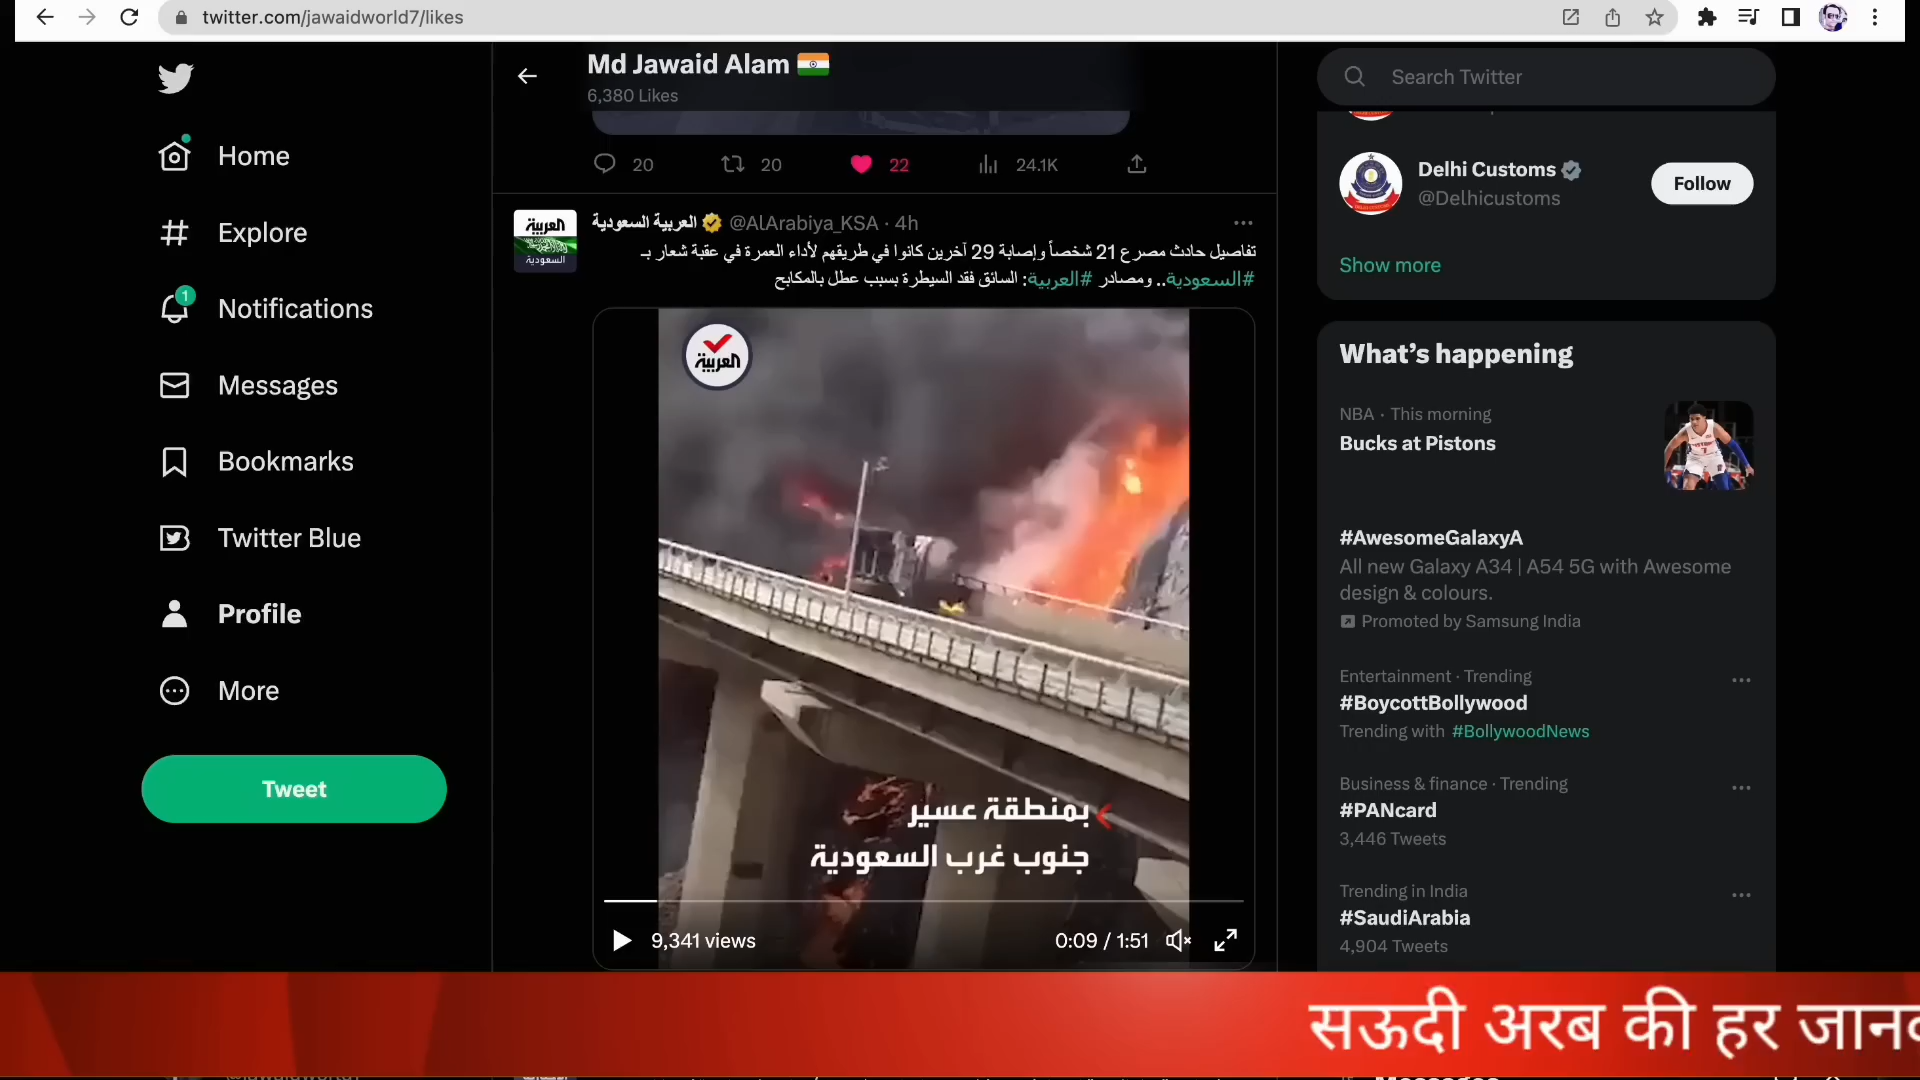 twitter.com/jawaidworld7/likes
Home
Explore
1
Notifications
Messages
Bookmarks
Twitter Blue
Profile
More
Tweet
Md Jawaid Alam 🇮🇳
6,380 Likes
20 20 22 24.1K
العربية السعودية @AlArabiya_KSA · 4h
العربية
السعودية
تفاصيل حادث مصرع 21 شخصاً وإصابة 29 آخرين كانوا في طريقهم لأداء العمرة في عقبة شعار بـ
#السعودية.. ومصادر #العربية: السائق فقد السيطرة بسبب عطل بالمكابح
العربية
بمنطقة عسير
جنوب غرب السعودية
9,341 views 0:09 / 1:51
Search Twitter
Delhi Customs
@Delhicustoms
Follow
Show more
What’s happening
NBA · This morning
Bucks at Pistons
#AwesomeGalaxyA
All new Galaxy A34 | A54 5G with Awesome
design & colours.
Promoted by Samsung India
Entertainment · Trending
#BoycottBollywood
Trending with #BollywoodNews
Business & finance · Trending
#PANcard
3,446 Tweets
Trending in India
#SaudiArabia
4,904 Tweets
सऊदी अरब की हर